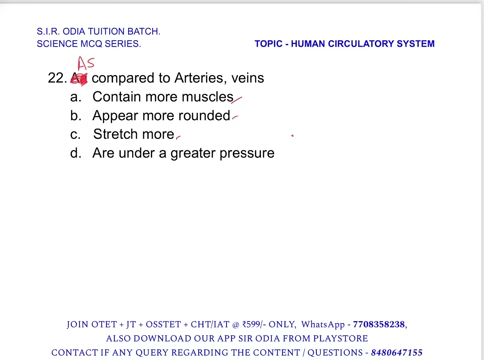 S.I.R. ODIA TUITION BATCH.
SCIENCE MCQ SERIES. TOPIC - HUMAN CIRCULATORY SYSTEM
As
22. compared to Arteries, veins
a. Contain more muscles
b. Appear more rounded
c. Stretch more
d. Are under a greater pressure
JOIN OTET + JT + OSSTET + CHT/IAT @ ₹599/- ONLY, WhatsApp - 7708358238,
ALSO DOWNLOAD OUR APP SIR ODIA FROM PLAYSTORE
CONTACT IF ANY QUERY REGARDING THE CONTENT / QUESTIONS - 8480647155